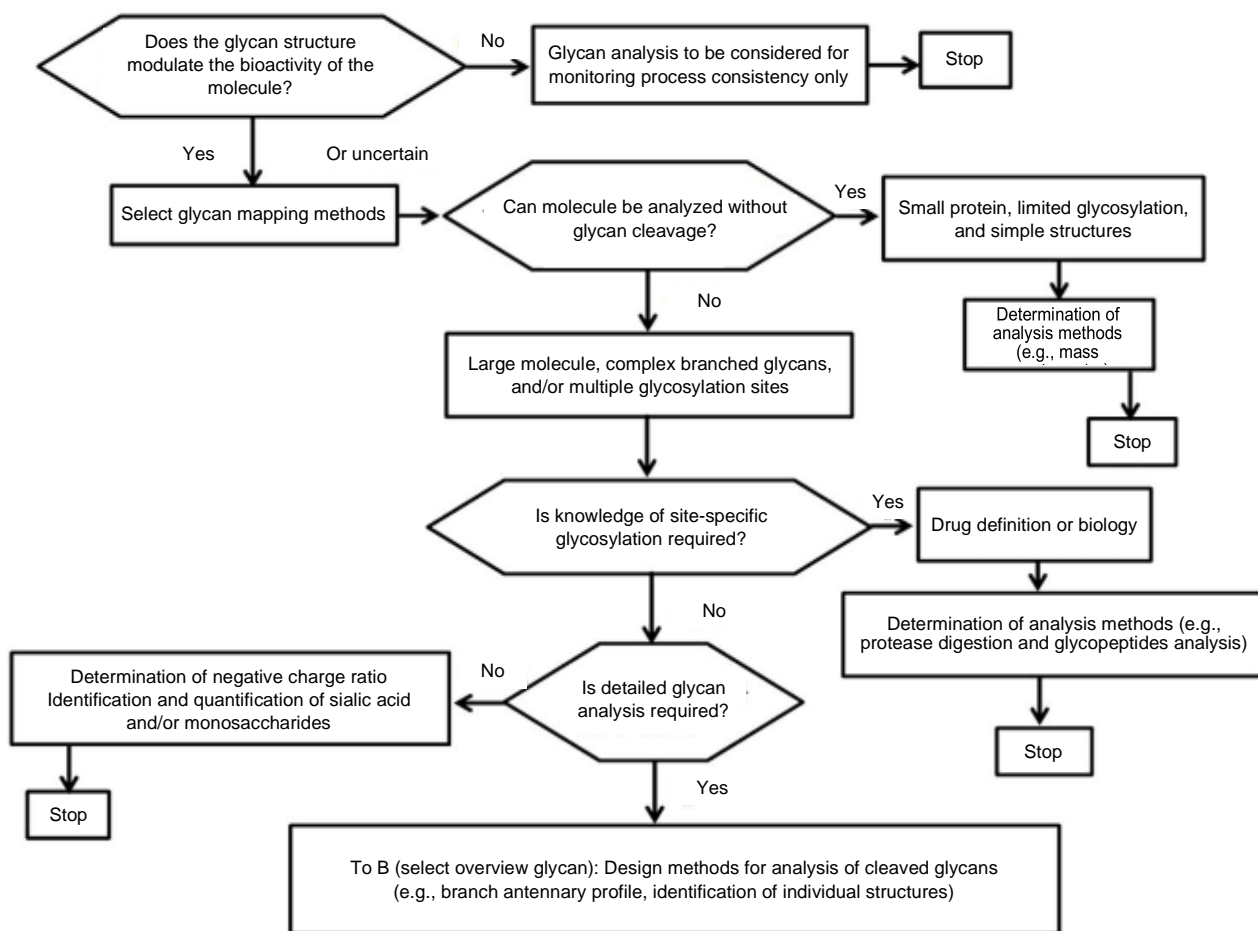 Does the glycan structure
modulate the bioactivity of the
molecule?
No
Glycan analysis to be considered for
monitoring process consistency only
Stop
Yes
Or uncertain
Select glycan mapping methods
Can molecule be analyzed without
glycan cleavage?
Yes
Small protein, limited glycosylation,
and simple structures
No
Determination of
analysis methods
(e.g., mass
Stop
Large molecule, complex branched glycans,
and/or multiple glycosylation sites
Is knowledge of site-specific
glycosylation required?
Yes
Drug definition or biology
No
Determination of analysis methods (e.g.,
protease digestion and glycopeptides analysis)
Stop
Is detailed glycan
analysis required?
No
Determination of negative charge ratio
Identification and quantification of sialic acid
and/or monosaccharides
Stop
Yes
To B (select overview glycan): Design methods for analysis of cleaved glycans
(e.g., branch antennary profile, identification of individual structures)